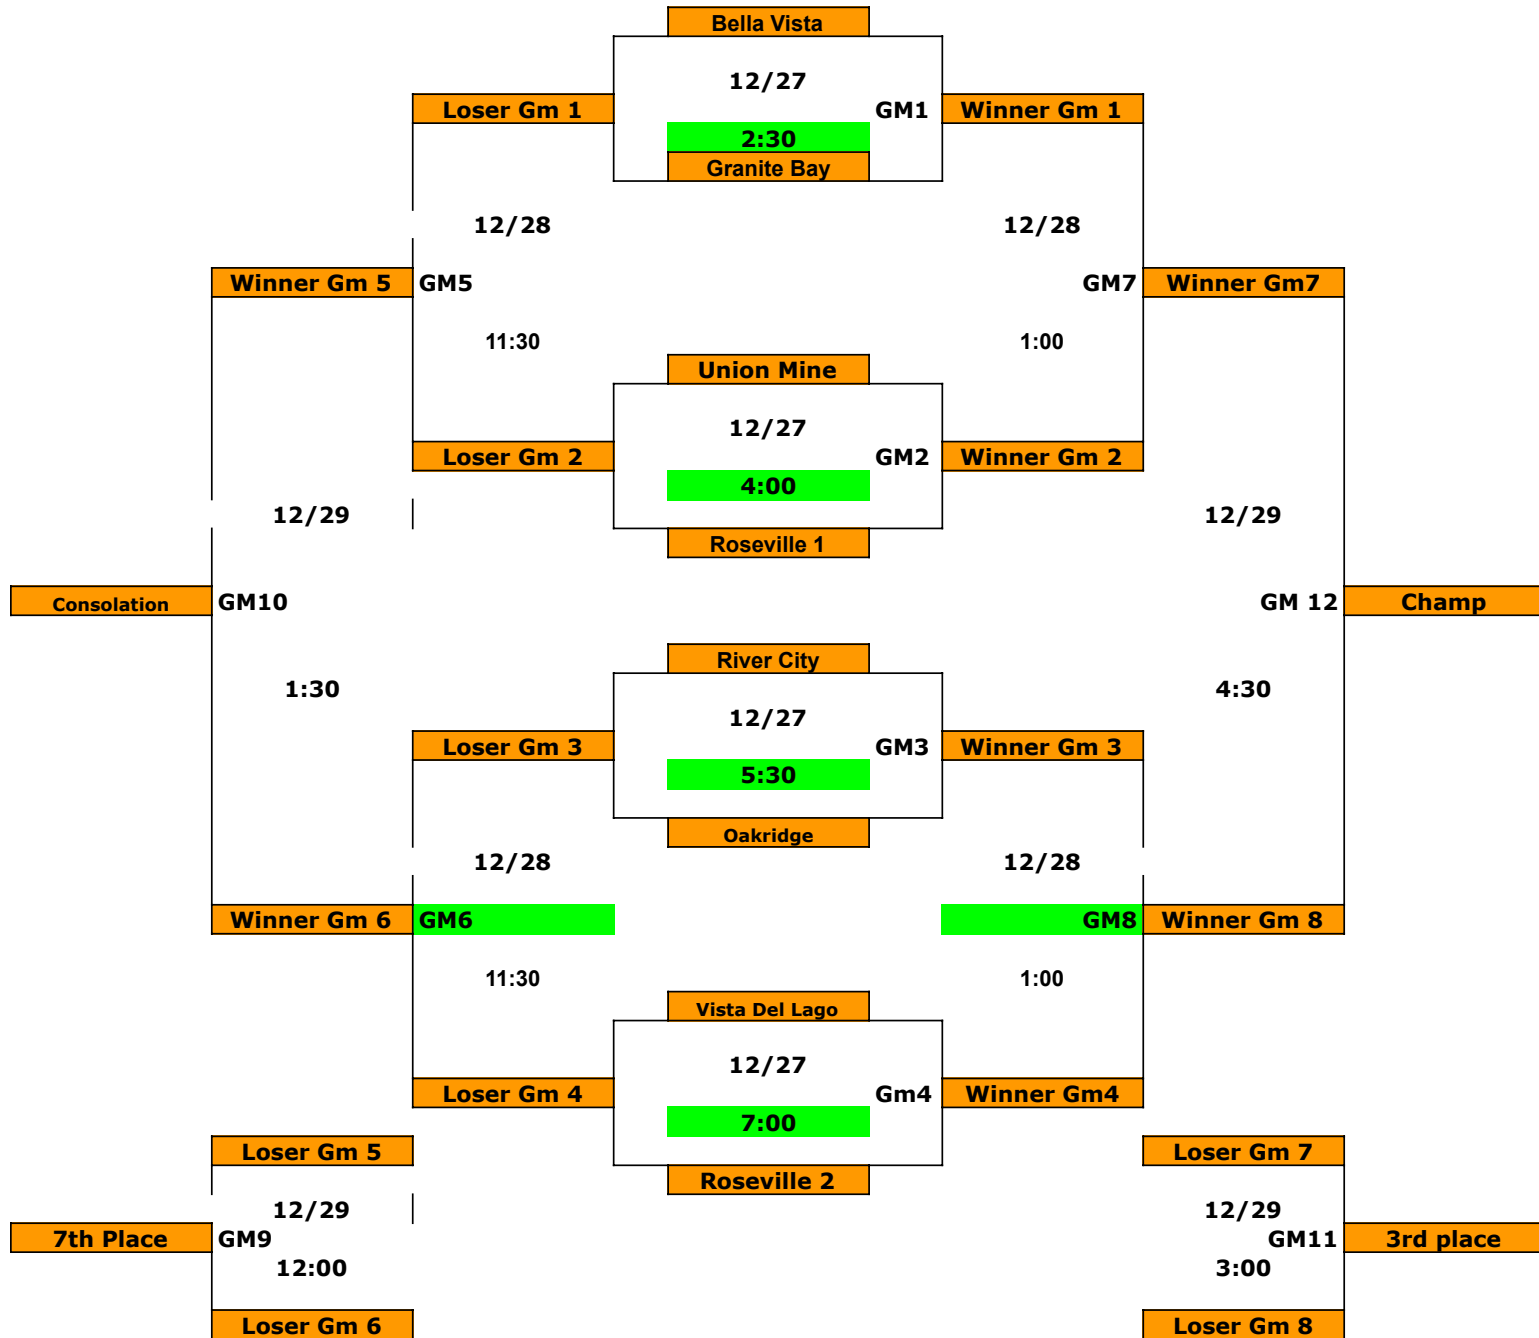 Bella Vista
12/27
Loser Gm 1
GM1
Winner Gm 1
2:30
Granite Bay
12/28
12/28
Winner Gm 5
GM5
GM7
Winner Gm7
11:30
1:00
Union Mine
12/27
Loser Gm 2
GM2
Winner Gm 2
4:00
12/29
12/29
Roseville 1
Consolation
GM10
GM 12
Champ
River City
1:30
4:30
12/27
Loser Gm 3
GM3
Winner Gm 3
5:30
Oakridge
12/28
12/28
Winner Gm 6
GM6
GM8
Winner Gm 8
11:30
1:00
Vista Del Lago
12/27
Loser Gm 4
Gm4
Winner Gm4
7:00
Loser Gm 5
Loser Gm 7
Roseville 2
12/29
12/29
7th Place
GM9
GM11
3rd place
12:00
3:00
Loser Gm 6
Loser Gm 8